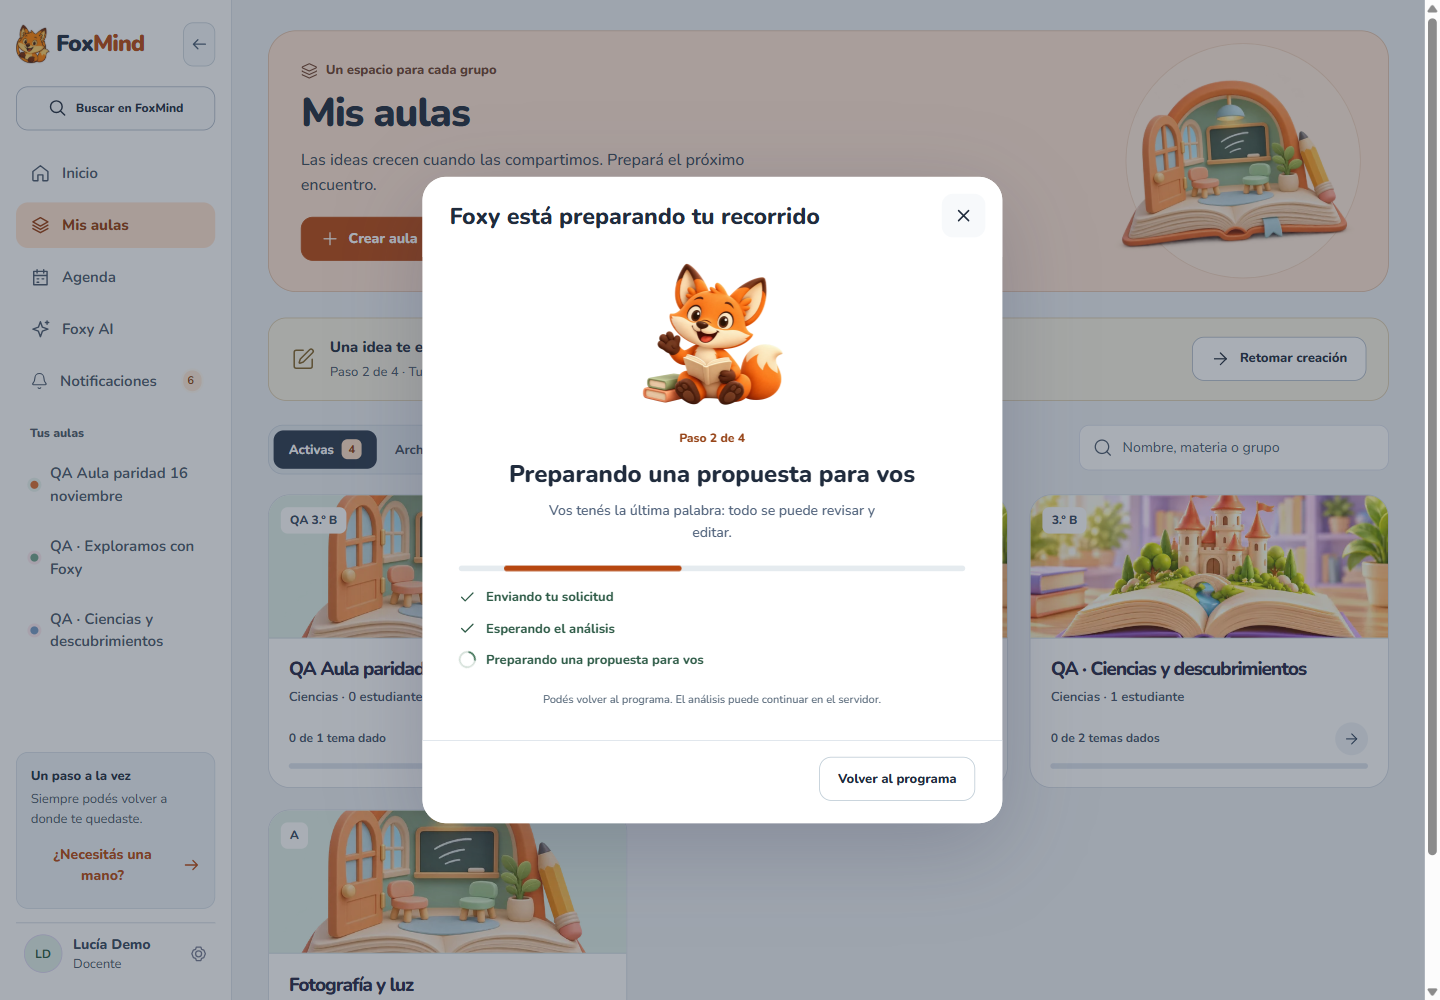 FoxMind
Buscar en FoxMind
Inicio
Mis aulas
Agenda
Foxy AI
Notificaciones
6
Tus aulas
QA Aula paridad 16
noviembre
QA · Exploramos con
Foxy
QA · Ciencias y
descubrimientos
Un paso a la vez
Siempre podés volver a
donde te quedaste.
¿Necesitás una
mano?
LD
Lucía Demo
Docente
Un espacio para cada grupo
Mis aulas
Las ideas crecen cuando las compartimos. Prepará el próximo
encuentro.
Crear aula
Una idea te e
Paso 2 de 4 · Tu
Retomar creación
Activas
4
Arch
Nombre, materia o grupo
QA 3.º B
QA Aula paridad
Ciencias · 0 estudiante
0 de 1 tema dado
3.º B
QA · Ciencias y descubrimientos
Ciencias · 1 estudiante
0 de 2 temas dados
A
Fotografía y luz
Foxy está preparando tu recorrido
Paso 2 de 4
Preparando una propuesta para vos
Vos tenés la última palabra: todo se puede revisar y
editar.
Enviando tu solicitud
Esperando el análisis
Preparando una propuesta para vos
Podés volver al programa. El análisis puede continuar en el servidor.
Volver al programa